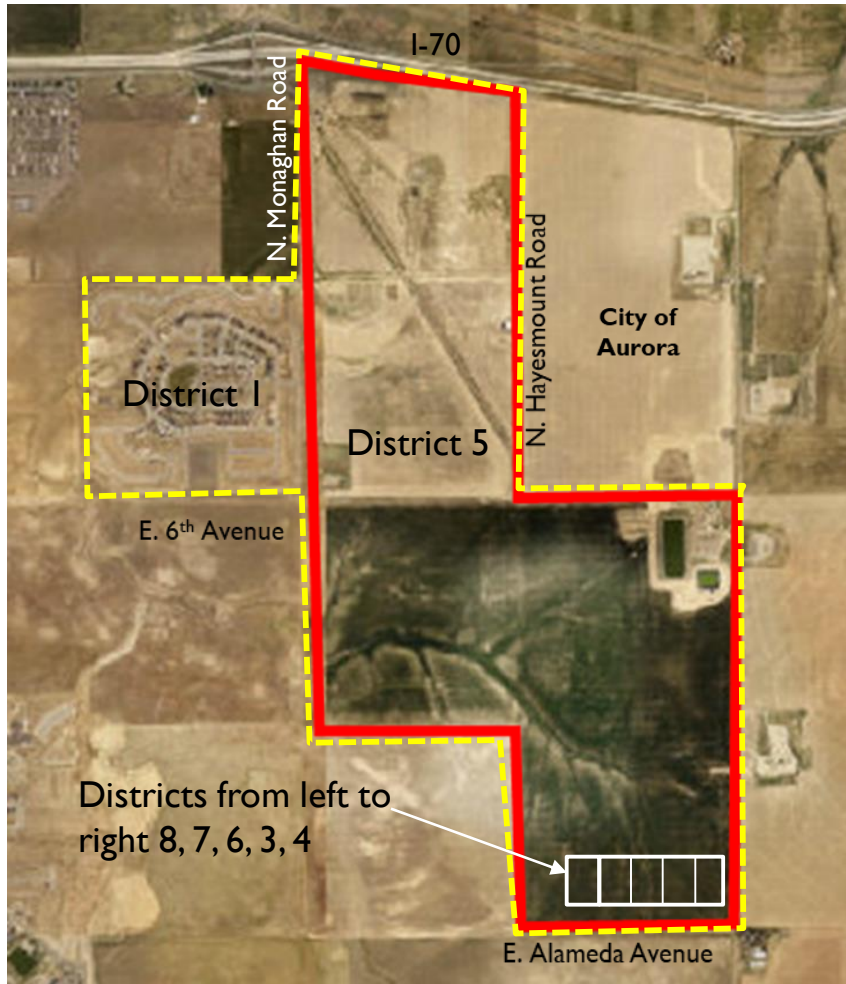 I-70
N. Monaghan Road
N. Hayesmount Road
City of
Aurora
District 1
District 5
E. 6th Avenue
Districts from left to
right 8, 7, 6, 3, 4
E. Alameda Avenue